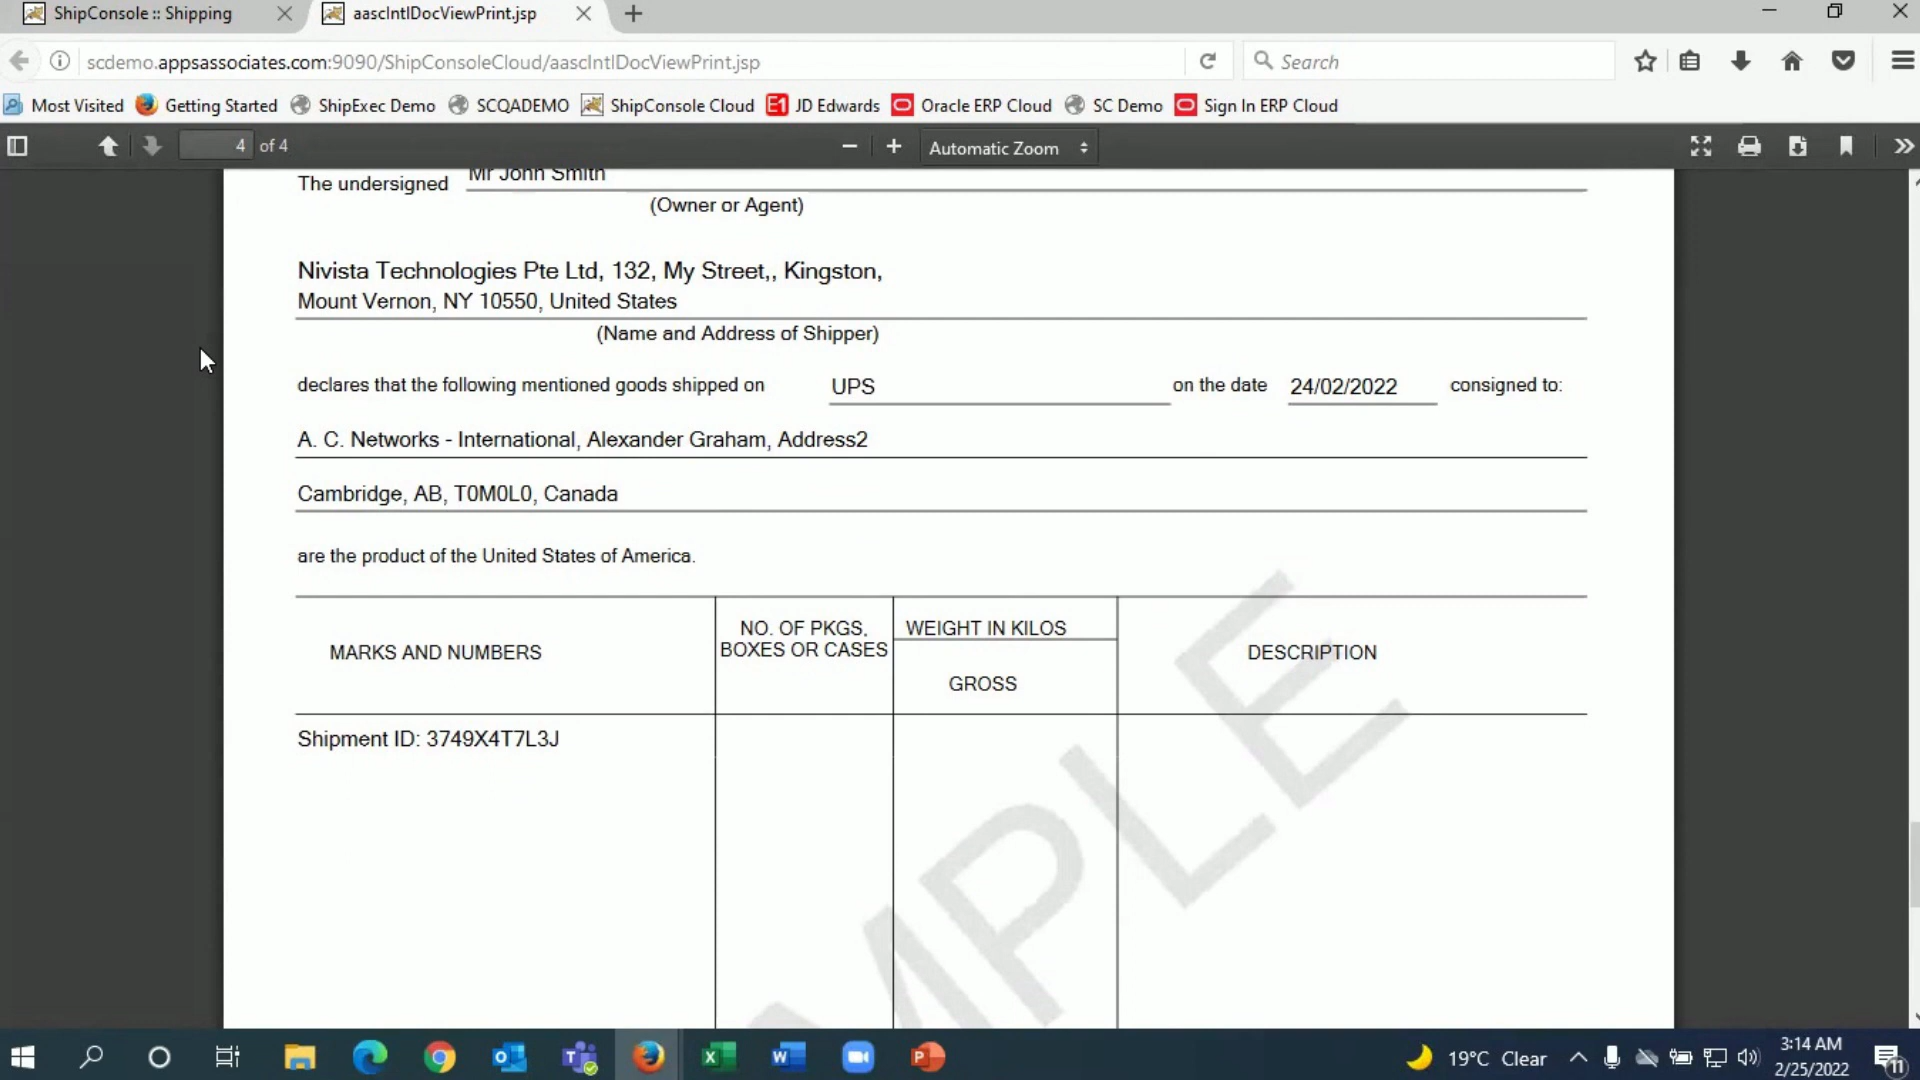 ShipConsole :: Shipping
aascIntlDocViewPrint.jsp
scdemo.appsassociates.com:9090/ShipConsoleCloud/aascIntlDocViewPrint.jsp
Search
Most Visited
Getting Started
ShipExec Demo
SCQADEMO
ShipConsole Cloud
E1 JD Edwards
Oracle ERP Cloud
SC Demo
Sign In ERP Cloud
4 of 4
Automatic Zoom
The undersigned Mr John Smith
(Owner or Agent)
Nivista Technologies Pte Ltd, 132, My Street,, Kingston,
Mount Vernon, NY 10550, United States
(Name and Address of Shipper)
declares that the following mentioned goods shipped on UPS on the date 24/02/2022 consigned to:
A. C. Networks - International, Alexander Graham, Address2
Cambridge, AB, T0M0L0, Canada
are the product of the United States of America.
MARKS AND NUMBERS
NO. OF PKGS.
BOXES OR CASES
WEIGHT IN KILOS
GROSS
DESCRIPTION
Shipment ID: 3749X4T7L3J
MPLE
19°C Clear
3:14 AM
2/25/2022
11